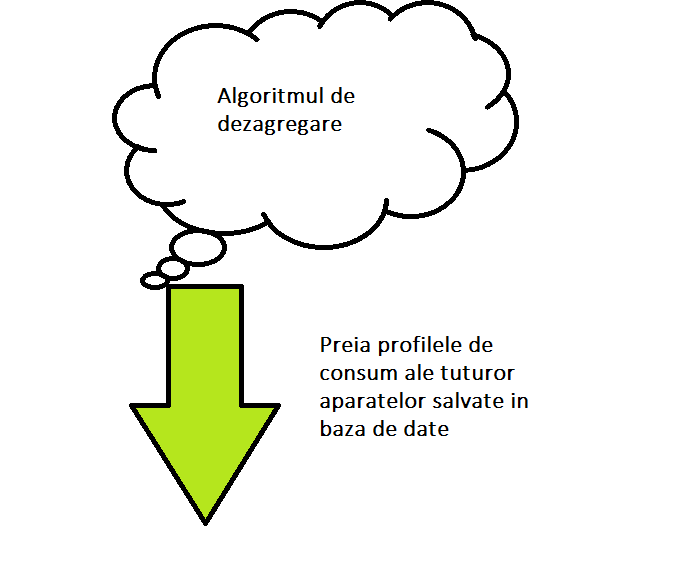 Algoritmul de
dezagregare
Preia profilele de
consum ale tuturor
aparatelor salvate in
baza de date